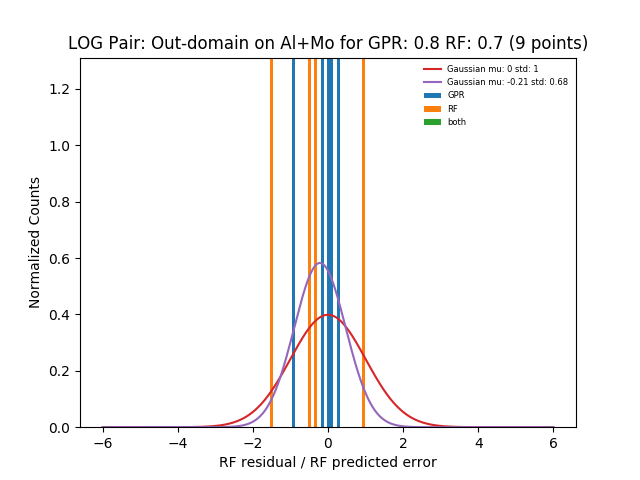 LOG Pair: Out-domain on Al+Mo for GPR: 0.8 RF: 0.7 (9 points)
Gaussian mu: 0 std: 1
Gaussian mu: -0.21 std: 0.68
GPR
RF
both
Normalized Counts
1.2
1.0
0.8
0.6
0.4
0.2
0.0
−6 −4 −2 0 2 4 6
RF residual / RF predicted error